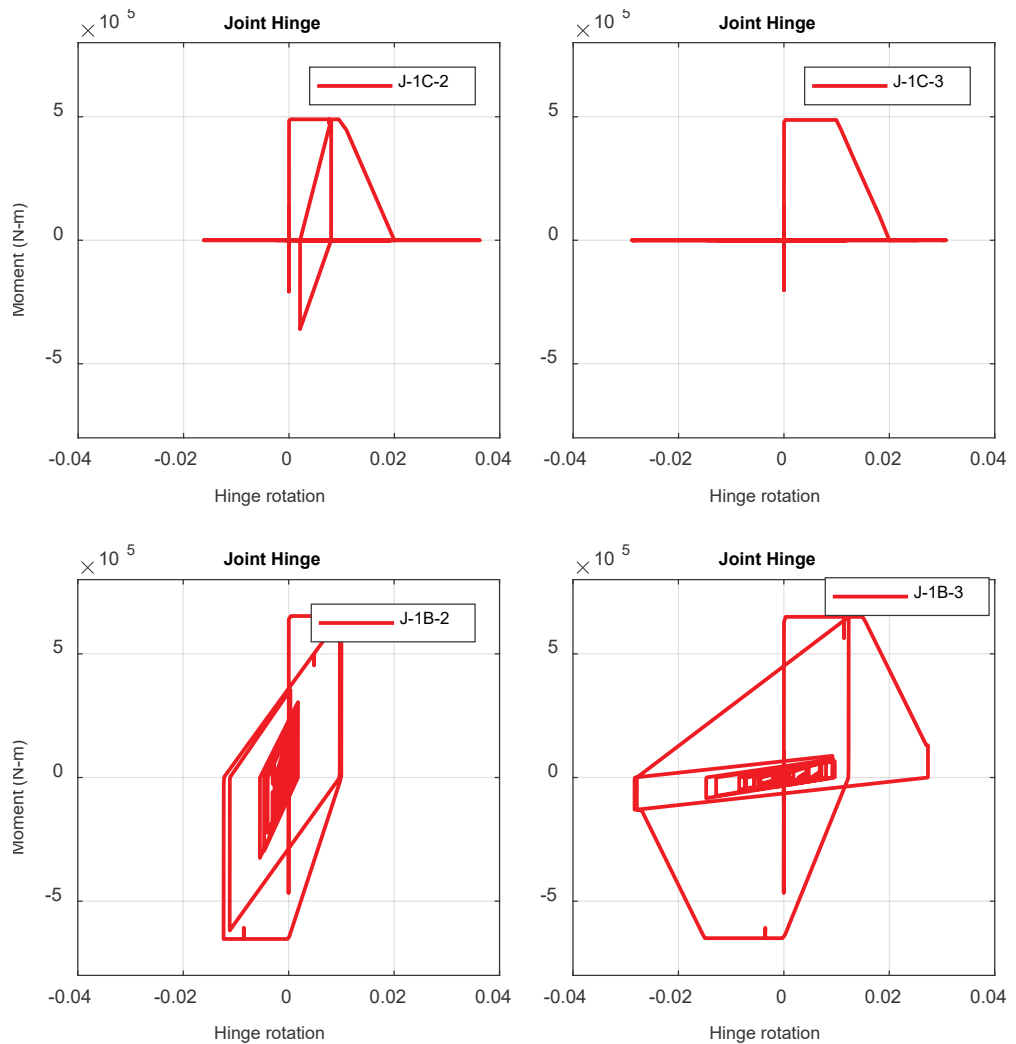 × 10 5
Joint Hinge
J-1C-2
5
0
-5
Moment (N-m)
-0.04 -0.02 0 0.02 0.04
Hinge rotation
× 10 5
Joint Hinge
J-1C-3
5
0
-5
-0.04 -0.02 0 0.02 0.04
Hinge rotation
× 10 5
Joint Hinge
J-1B-2
5
0
-5
Moment (N-m)
-0.04 -0.02 0 0.02 0.04
Hinge rotation
× 10 5
Joint Hinge
J-1B-3
5
0
-5
-0.04 -0.02 0 0.02 0.04
Hinge rotation